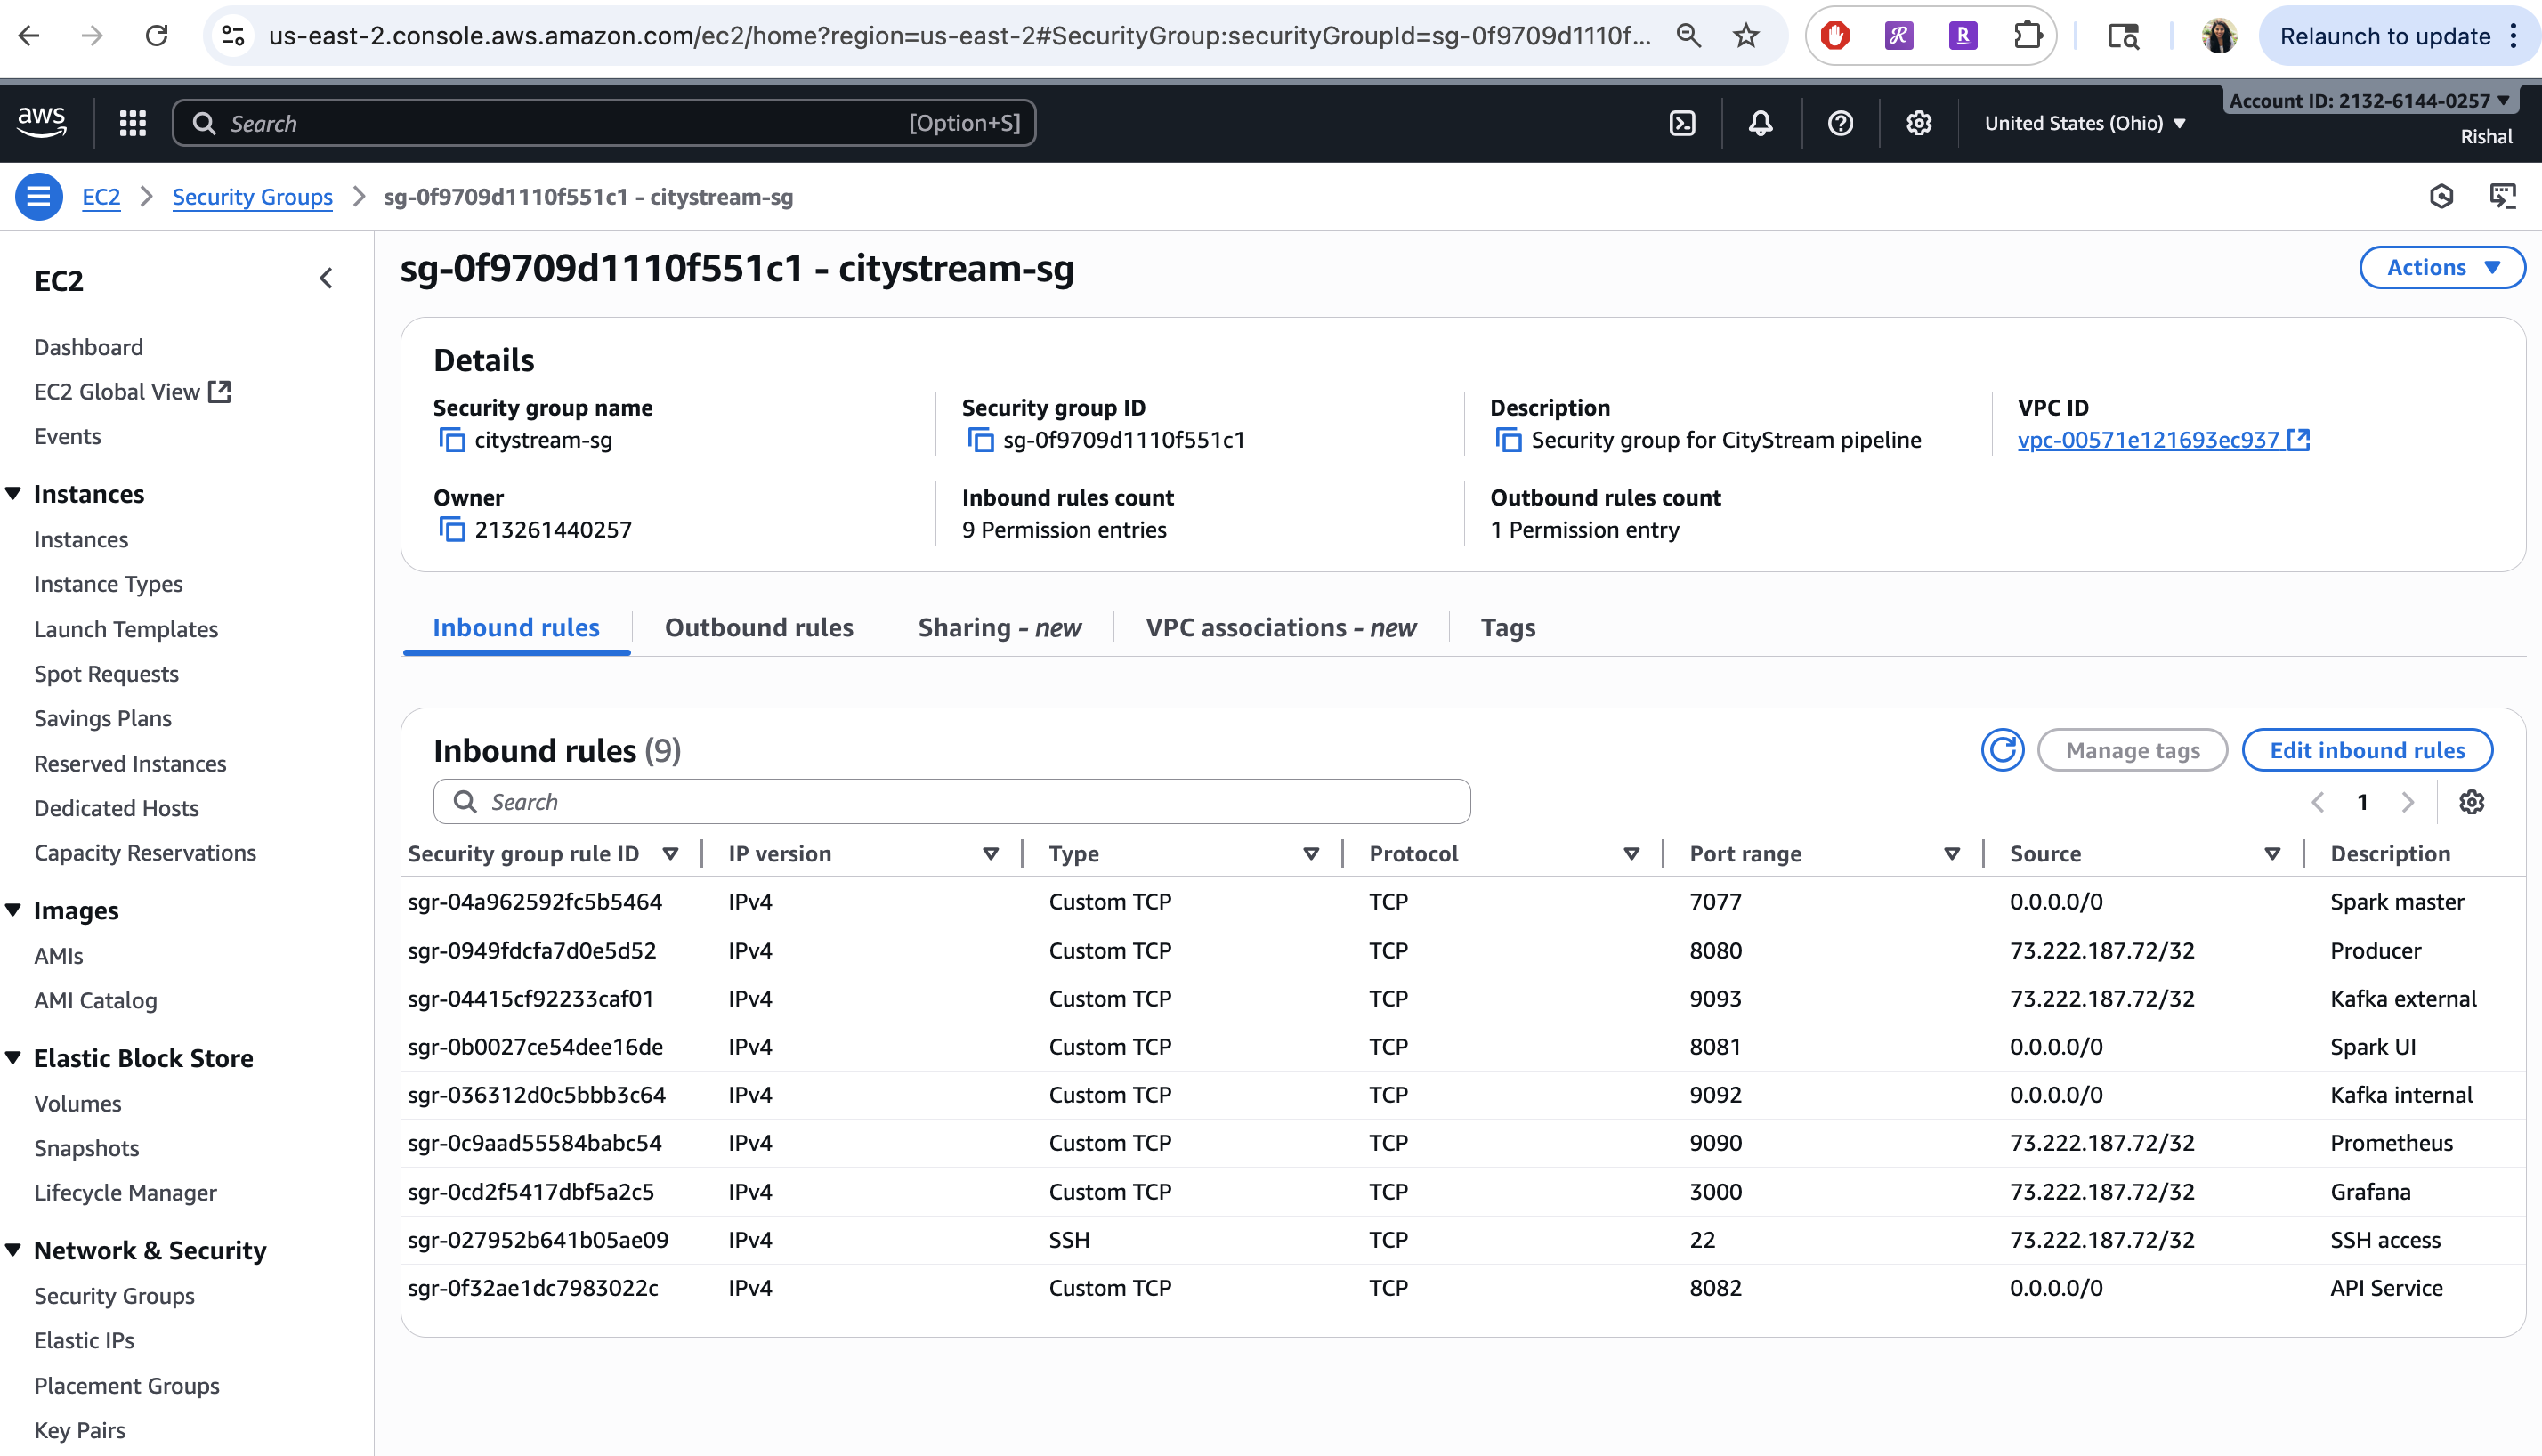 us-east-2.console.aws.amazon.com/ec2/home?region=us-east-2#SecurityGroup:securityGroupId=sg-0f9709d1110f...
Relaunch to update
aws
Search [Option+S]
United States (Ohio)
Account ID: 2132-6144-0257
Rishal
EC2 > Security Groups > sg-0f9709d1110f551c1 - citystream-sg
EC2
Dashboard
EC2 Global View
Events
Instances
Instances
Instance Types
Launch Templates
Spot Requests
Savings Plans
Reserved Instances
Dedicated Hosts
Capacity Reservations
Images
AMIs
AMI Catalog
Elastic Block Store
Volumes
Snapshots
Lifecycle Manager
Network & Security
Security Groups
Elastic IPs
Placement Groups
Key Pairs
sg-0f9709d1110f551c1 - citystream-sg
Actions
Details
Security group name
citystream-sg
Security group ID
sg-0f9709d1110f551c1
Description
Security group for CityStream pipeline
VPC ID
vpc-00571e121693ec937
Owner
213261440257
Inbound rules count
9 Permission entries
Outbound rules count
1 Permission entry
Inbound rules Outbound rules Sharing - new VPC associations - new Tags
Inbound rules (9)
Manage tags Edit inbound rules
Search
1
Security group rule ID IP version Type Protocol Port range Source Description
sgr-04a962592fc5b5464 IPv4 Custom TCP TCP 7077 0.0.0.0/0 Spark master
sgr-0949fdcfa7d0e5d52 IPv4 Custom TCP TCP 8080 73.222.187.72/32 Producer
sgr-04415cf92233caf01 IPv4 Custom TCP TCP 9093 73.222.187.72/32 Kafka external
sgr-0b0027ce54dee16de IPv4 Custom TCP TCP 8081 0.0.0.0/0 Spark UI
sgr-036312d0c5bbb3c64 IPv4 Custom TCP TCP 9092 0.0.0.0/0 Kafka internal
sgr-0c9aad55584babc54 IPv4 Custom TCP TCP 9090 73.222.187.72/32 Prometheus
sgr-0cd2f5417dbf5a2c5 IPv4 Custom TCP TCP 3000 73.222.187.72/32 Grafana
sgr-027952b641b05ae09 IPv4 SSH TCP 22 73.222.187.72/32 SSH access
sgr-0f32ae1dc7983022c IPv4 Custom TCP TCP 8082 0.0.0.0/0 API Service